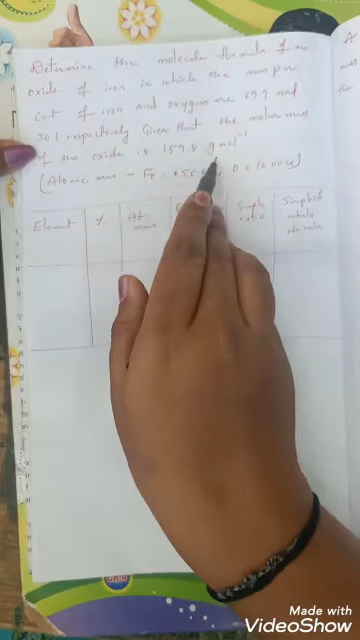 Determine the molecular formula of an
oxide of iron in which the mass per
cent of iron and oxygen are 69.9 and
30.1 respectively Given that the molar mass
of the oxide is 159.8 g mol⁻¹
[Atomic mass - Fe = 55. O = 16.00u]
Element
%
At.
mass
Simple
ratio
Simplest
whole
No ratio
A
Made with
VideoShow